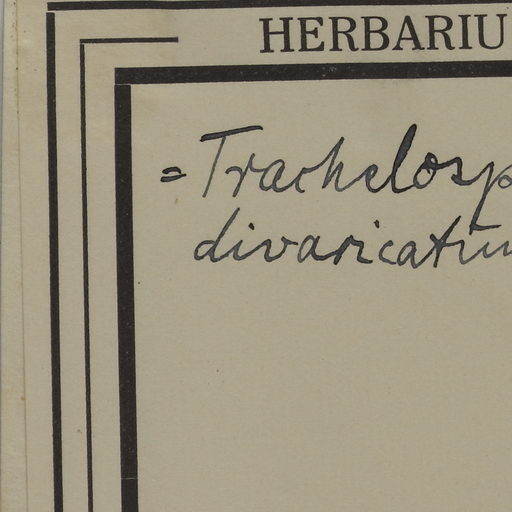 HERBARIU
= Trachelosp
divaricatum